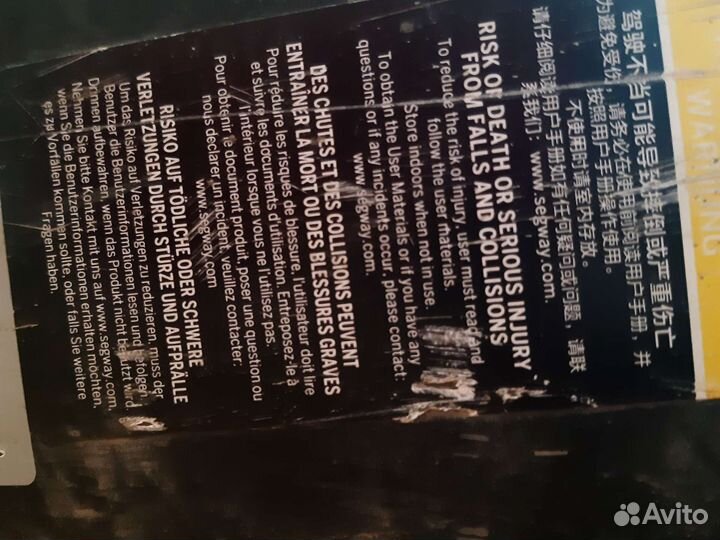 WARNING
驾驶不当可能导致摔倒或严重伤亡
为避免受伤，请务必在使用前阅读用户手册，并
按照用户手册操作使用。
不使用时请室内存放。
请仔细阅读用户手册如有任何疑问或问题，请联
系我们：www.segway.com.
RISK OF DEATH OR SERIOUS INJURY
FROM FALLS AND COLLISIONS
To reduce the risk of injury, user must read and
follow the user materials.
Store indoors when not in use.
To obtain the User Materials or if you have any
questions or if any incidents occur, please contact:
www.segway.com.
DES CHUTES ET DES COLLISIONS PEUVENT
ENTRAÎNER LA MORT OU DES BLESSURES GRAVES
Pour réduire les risques de blessure, l'utilisateur doit lire
et suivre les documents d'utilisation. Entreposez-le à
l'intérieur lorsque vous ne l'utilisez pas.
Pour obtenir le document produit, poser une question ou
nous declarer un incident, veuillez contacter:
www.segway.com
RISIKO AUF TÖDLICHE ODER SCHWERE
VERLETZUNGEN DURCH STÜRZE UND AUFPRÄLLE
Um das Risiko auf Verletzungen zu reduzieren, muss der
Benutzer die Benutzerinformationen lesen und befolgen.
Drinnen aufbewahren, wenn das Produkt nicht benutzt wird.
Nehmen Sie bitte Kontakt mit uns auf www.segway.com,
wenn Sie die Benutzerinformationen erhalten möchten,
es zu Vorfällen kommen sollte, oder falls Sie weitere
Fragen haben.
Avito